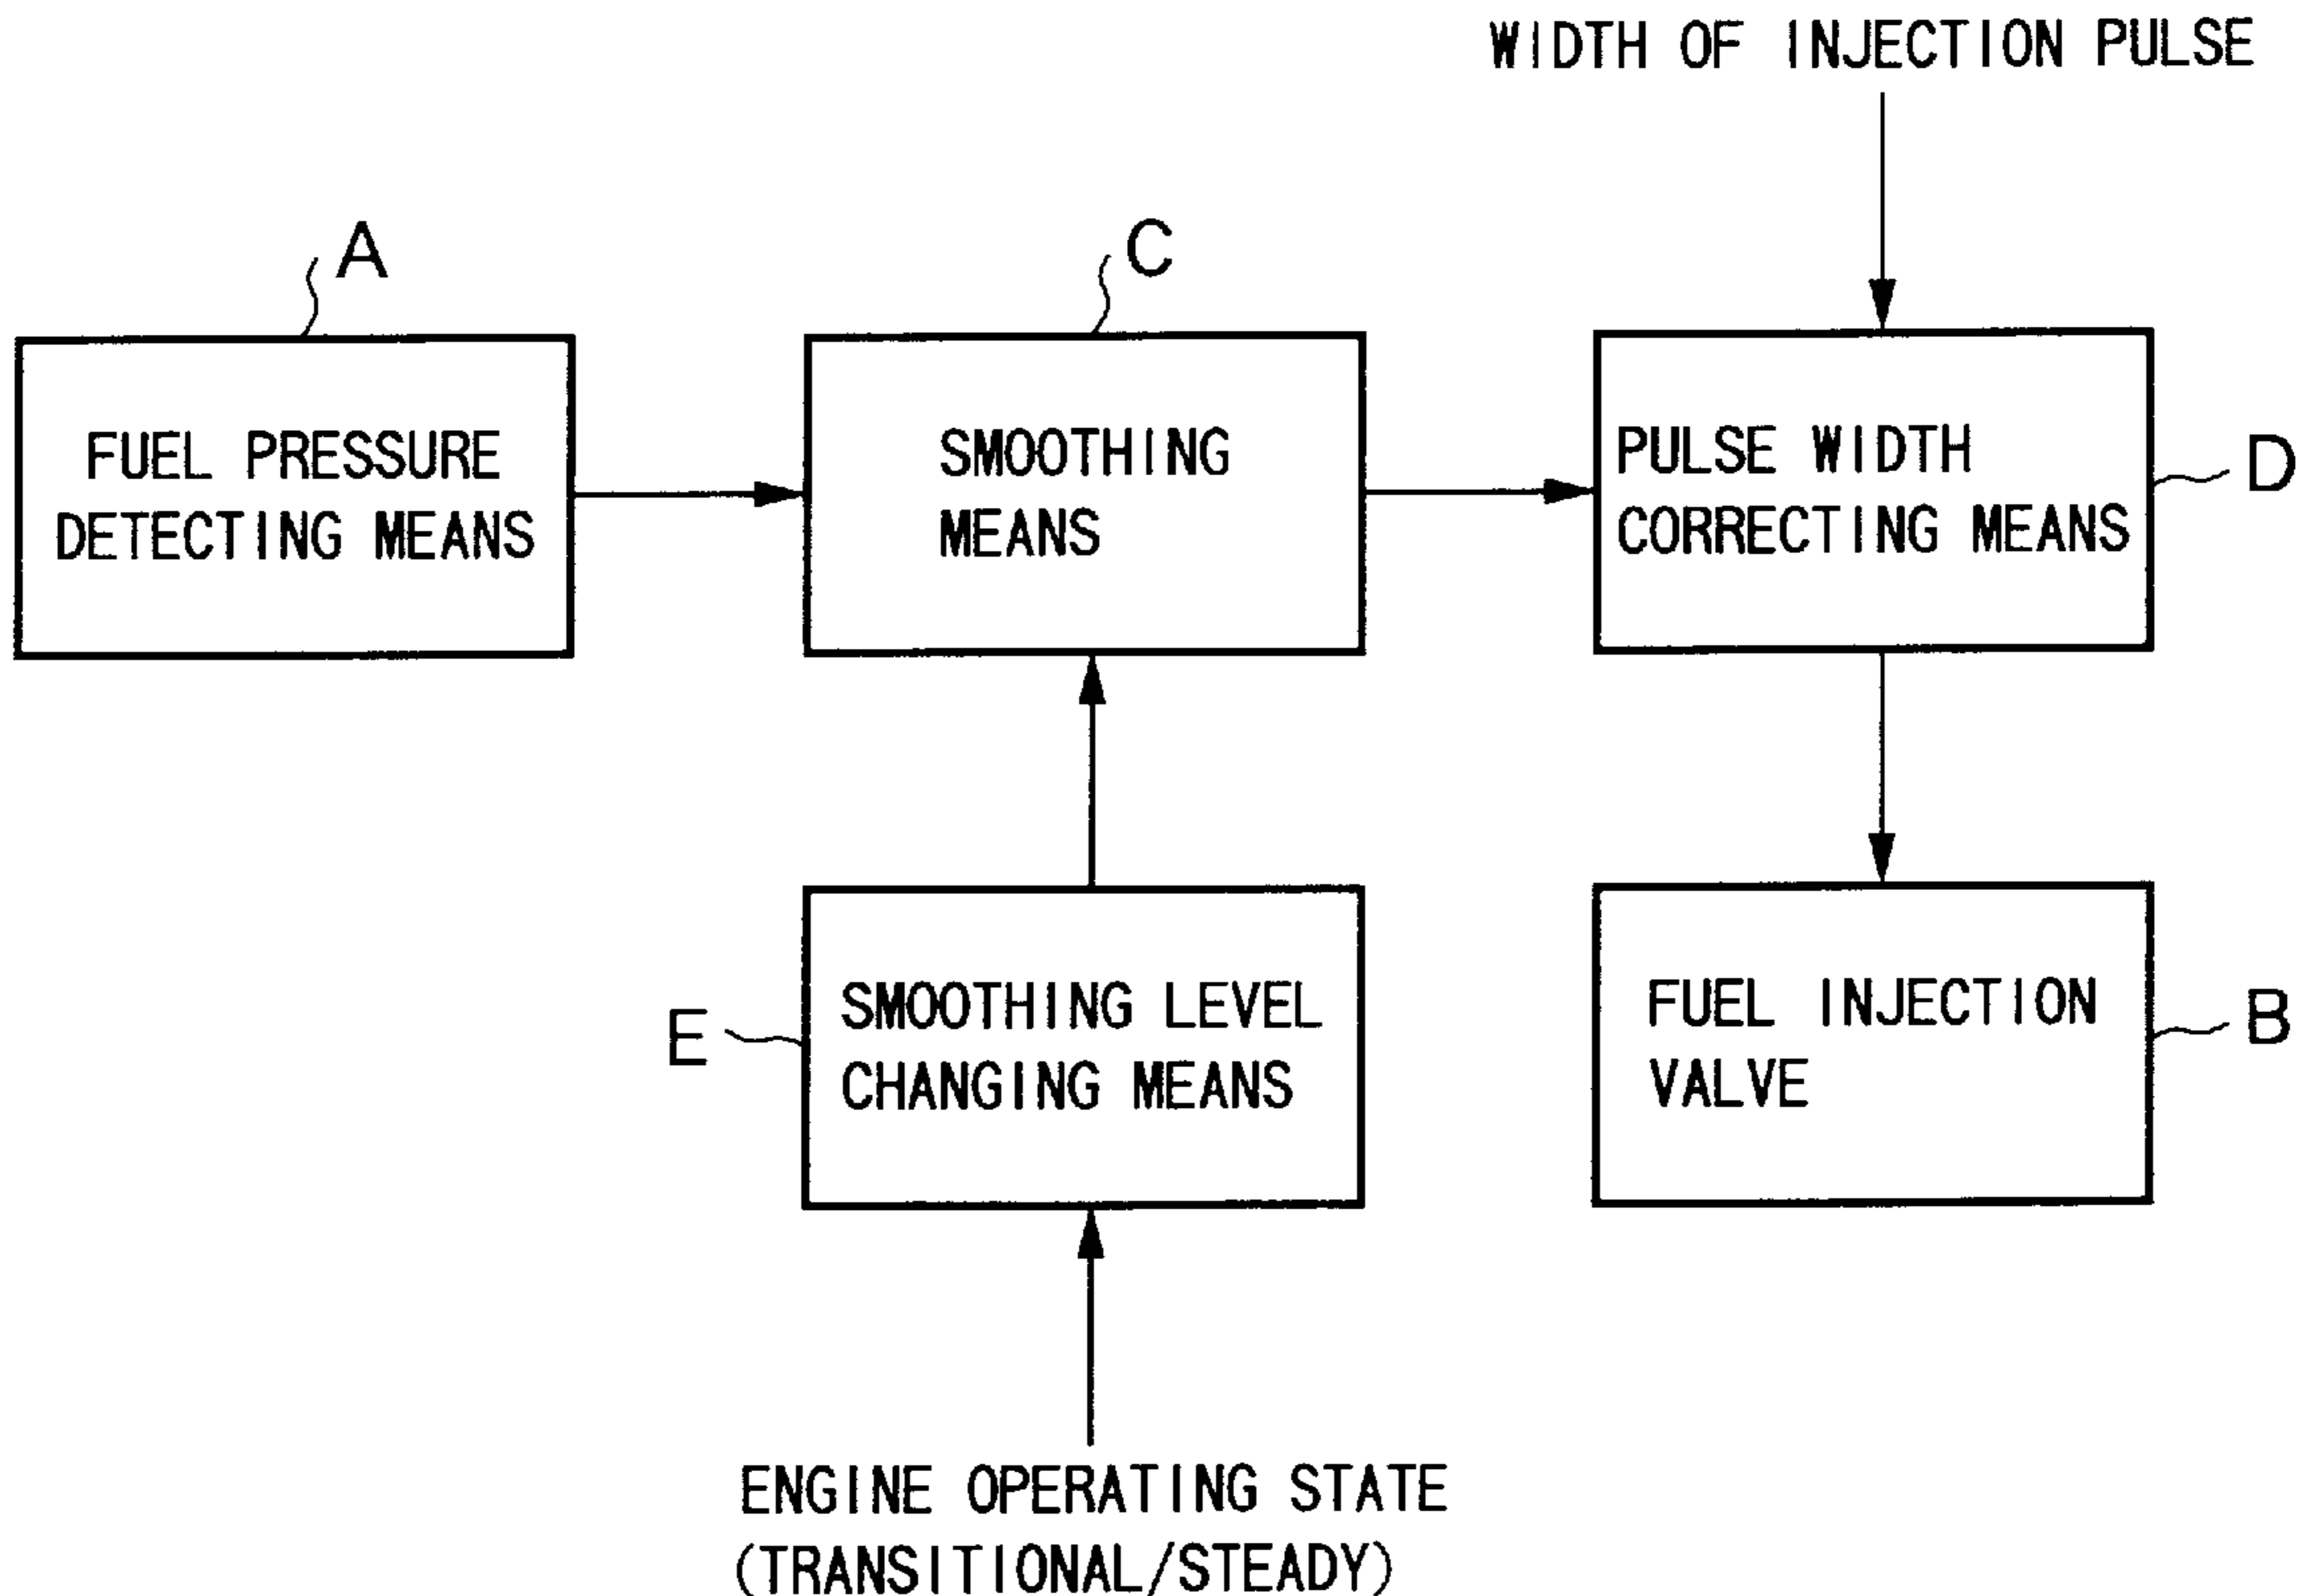 WIDTH OF INJECTION PULSE
A
C
FUEL PRESSURE
DETECTING MEANS
SMOOTHING
MEANS
PULSE WIDTH
CORRECTING MEANS
D
SMOOTHING LEVEL
CHANGING MEANS
E
FUEL INJECTION
VALVE
B
ENGINE OPERATING STATE
(TRANSITIONAL/STEADY)